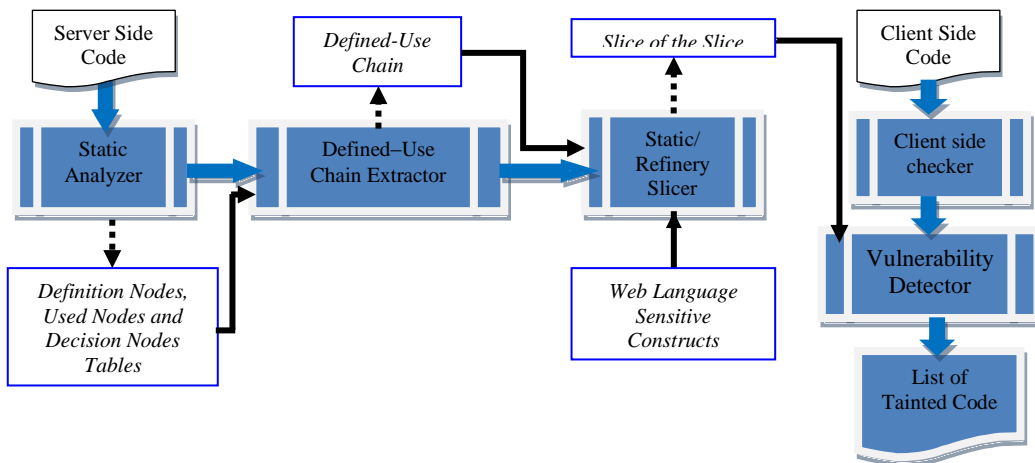 Server Side
Code
Defined-Use
Chain
Slice of the Slice
Client Side
Code
Static
Analyzer
Defined–Use
Chain Extractor
Static/
Refinery
Slicer
Client side
checker
Definition Nodes,
Used Nodes and
Decision Nodes
Tables
Web Language
Sensitive
Constructs
Vulnerability
Detector
List of
Tainted Code